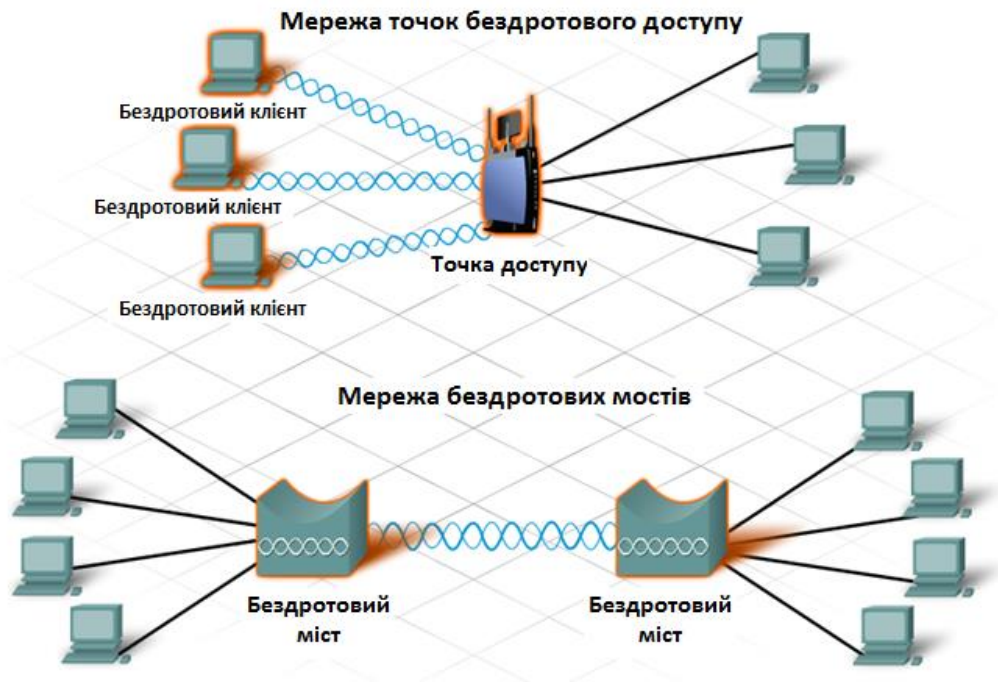 Мережа точок бездротового доступу
Бездротовий клієнт
Бездротовий клієнт
Бездротовий клієнт
Точка доступу
Мережа бездротових мостів
Бездротовий
міст
Бездротовий
міст